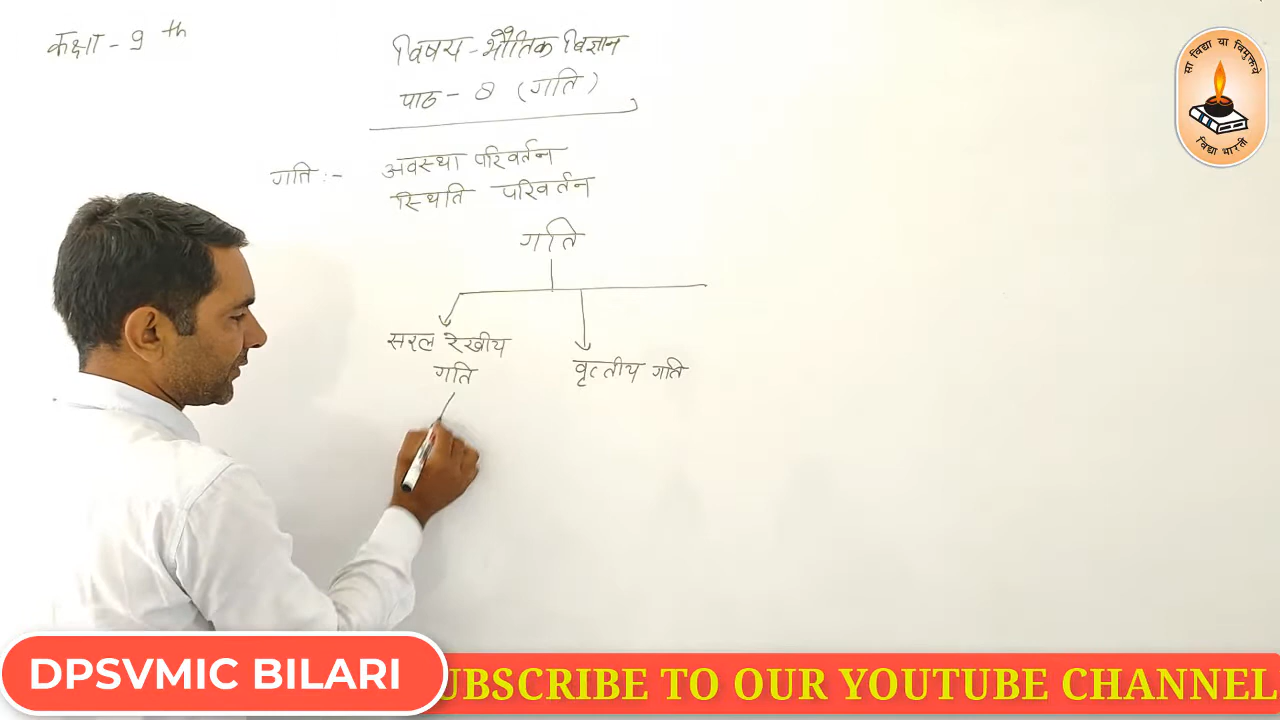 कक्षा - 9 th
विषय - भौतिक विज्ञान
पाठ - 8 (गति)
गति :- अवस्था परिवर्तन
स्थिति परिवर्तन
गति
सरल रेखीय
गति
वृत्तीय गति
सा विद्या या विमुक्तये
विद्या भारती
DPSVMIC BILARI
UBSCRIBE TO OUR YOUTUBE CHANNEL